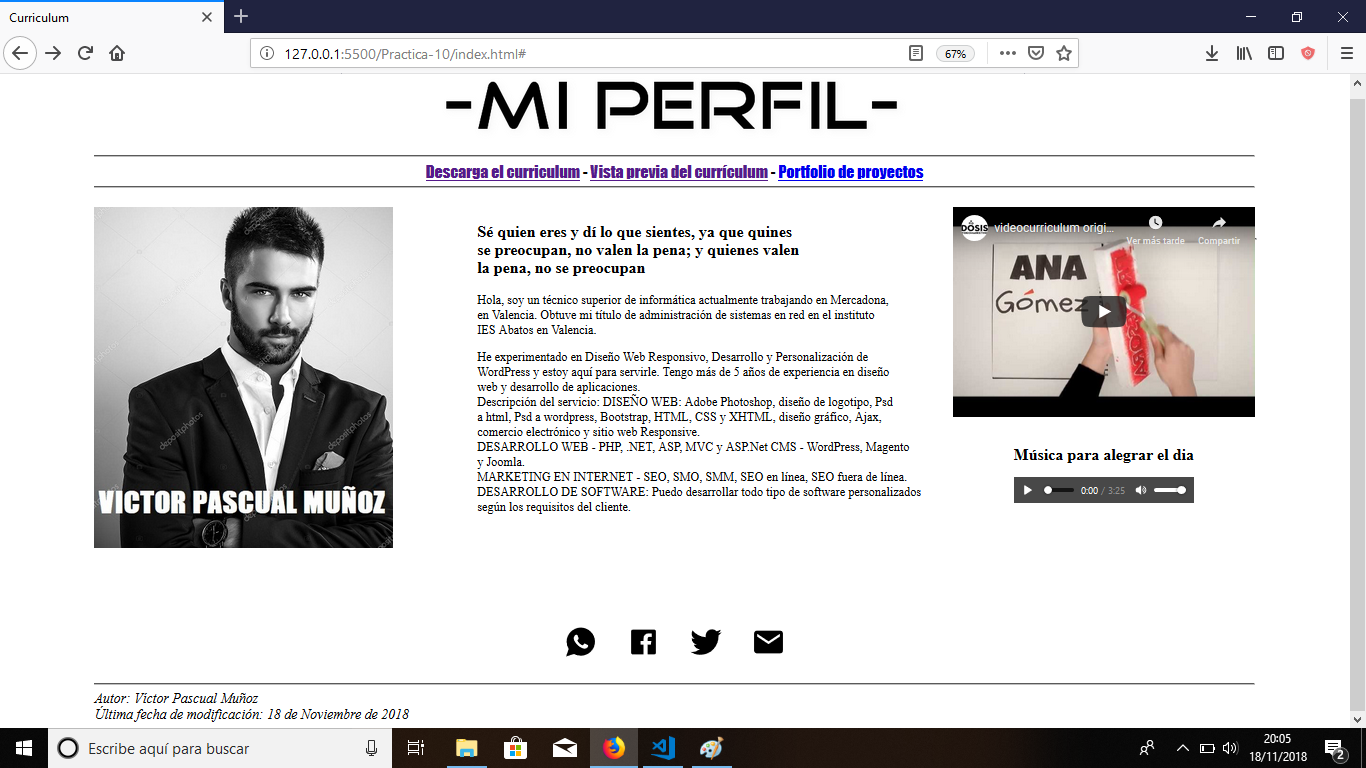 Curriculum
127.0.0.1:5500/Practica-10/index.html#
67%
-MI PERFIL-
Descarga el curriculum - Vista previa del currículum - Portfolio de proyectos
depositphotos
VICTOR PASCUAL MUÑOZ
Sé quien eres y dí lo que sientes, ya que quines
se preocupan, no valen la pena; y quienes valen
la pena, no se preocupan
Hola, soy un técnico superior de informática actualmente trabajando en Mercadona,
en Valencia. Obtuve mi título de administración de sistemas en red en el instituto
IES Abatos en Valencia.
He experimentado en Diseño Web Responsivo, Desarrollo y Personalización de
WordPress y estoy aquí para servirle. Tengo más de 5 años de experiencia en diseño
web y desarrollo de aplicaciones.
Descripción del servicio: DISEÑO WEB: Adobe Photoshop, diseño de logotipo, Psd
a html, Psd a wordpress, Bootstrap, HTML, CSS y XHTML, diseño gráfico, Ajax,
comercio electrónico y sitio web Responsive.
DESARROLLO WEB - PHP, .NET, ASP, MVC y ASP.Net CMS - WordPress, Magento
y Joomla.
MARKETING EN INTERNET - SEO, SMO, SMM, SEO en línea, SEO fuera de línea.
DESARROLLO DE SOFTWARE: Puedo desarrollar todo tipo de software personalizados
según los requisitos del cliente.
DÓSIS
videocurriculum origi...
Ver más tarde
Compartir
ANA
Gómez
Música para alegrar el dia
0:00 / 3:25
Autor: Víctor Pascual Muñoz
Última fecha de modificación: 18 de Noviembre de 2018
Escribe aquí para buscar
20:05
18/11/2018
2